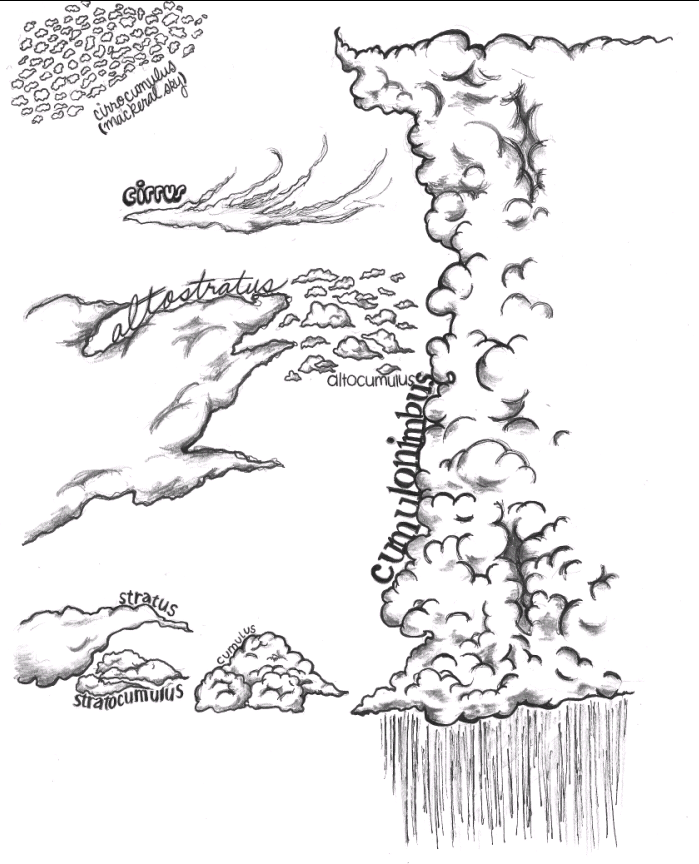 cirrocumulus
(mackeral sky)
cirrus
altostratus
altocumulus
cumulonimbus
stratus
cumulus
stratocumulus